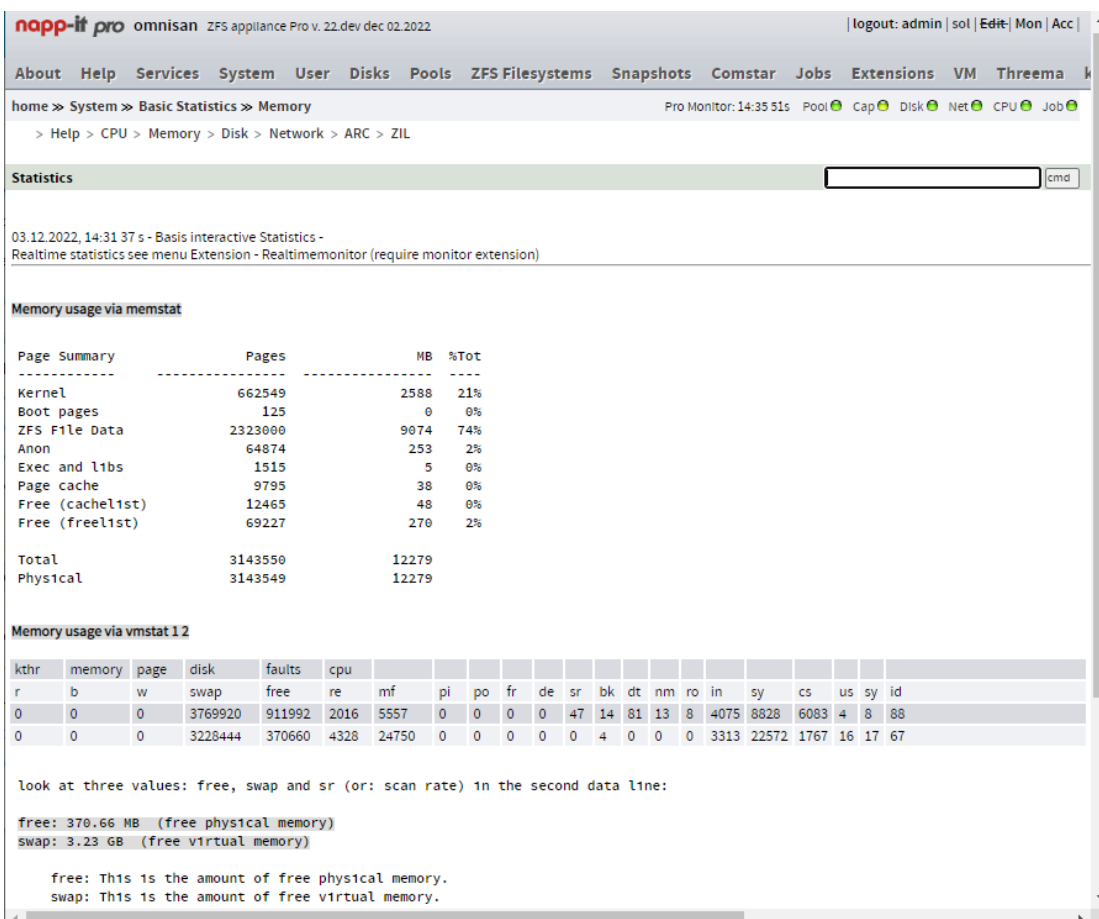 napp-it pro omnisan ZFS appliance Pro v. 22.dev dec 02.2022 | logout: admin | sol | Edit | Mon | Acc |
About Help Services System User Disks Pools ZFS Filesystems Snapshots Comstar Jobs Extensions VM Threema
home ≫ System ≫ Basic Statistics ≫ Memory Pro Monitor: 14:35 51s Pool Cap Disk Net CPU Job
> Help > CPU > Memory > Disk > Network > ARC > ZIL
Statistics cmd
03.12.2022, 14:31 37 s - Basis interactive Statistics -
Realtime statistics see menu Extension - Realtimemonitor (require monitor extension)
Memory usage via memstat
Page Summary Pages MB %Tot
------------ ---------------- ---------------- ----
Kernel 662549 2588 21%
Boot pages 125 0 0%
ZFS File Data 2323000 9074 74%
Anon 64874 253 2%
Exec and libs 1515 5 0%
Page cache 9795 38 0%
Free (cachelist) 12465 48 0%
Free (freelist) 69227 270 2%
Total 3143550 12279
Physical 3143549 12279
Memory usage via vmstat 1 2
kthr memory page disk faults cpu
r b w swap free re mf pi po fr de sr bk dt nm ro in sy cs us sy id
0 0 0 3769920 911992 2016 5557 0 0 0 0 47 14 81 13 8 4075 8828 6083 4 8 88
0 0 0 3228444 370660 4328 24750 0 0 0 0 0 4 0 0 0 3313 22572 1767 16 17 67
look at three values: free, swap and sr (or: scan rate) in the second data line:
free: 370.66 MB (free physical memory)
swap: 3.23 GB (free virtual memory)
free: This is the amount of free physical memory.
swap: This is the amount of free virtual memory.